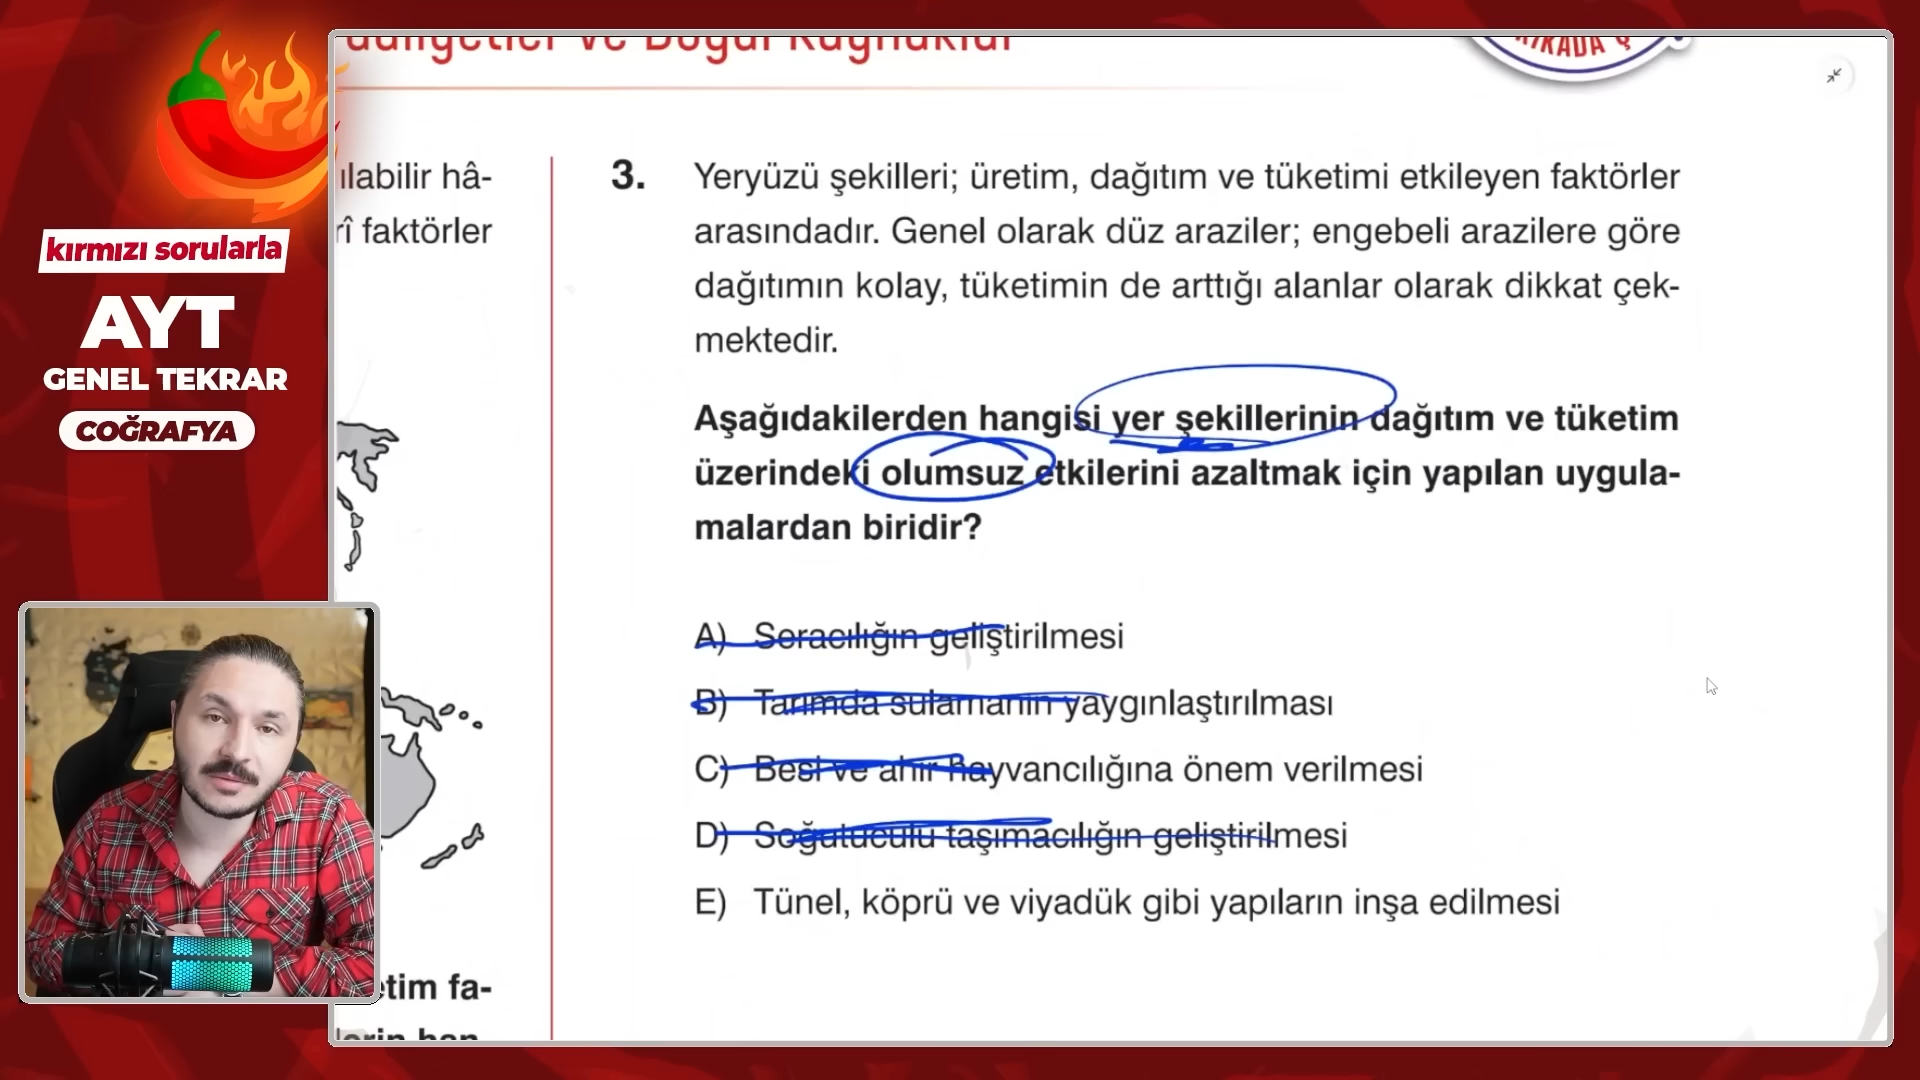 kırmızı sorularla
AYT
GENEL TEKRAR
COĞRAFYA
ılabilir hâ-
rî faktörler
etim fa-
3. Yeryüzü şekilleri; üretim, dağıtım ve tüketimi etkileyen faktörler
arasındadır. Genel olarak düz araziler; engebeli arazilere göre
dağıtımın kolay, tüketimin de arttığı alanlar olarak dikkat çek-
mektedir.
Aşağıdakilerden hangisi yer şekillerinin dağıtım ve tüketim
üzerindeki olumsuz etkilerini azaltmak için yapılan uygula-
malardan biridir?
A) Seracılığın geliştirilmesi
B) Tarımda sulamanın yaygınlaştırılması
C) Besi ve ahır hayvancılığına önem verilmesi
D) Soğutuculu taşımacılığın geliştirilmesi
E) Tünel, köprü ve viyadük gibi yapıların inşa edilmesi